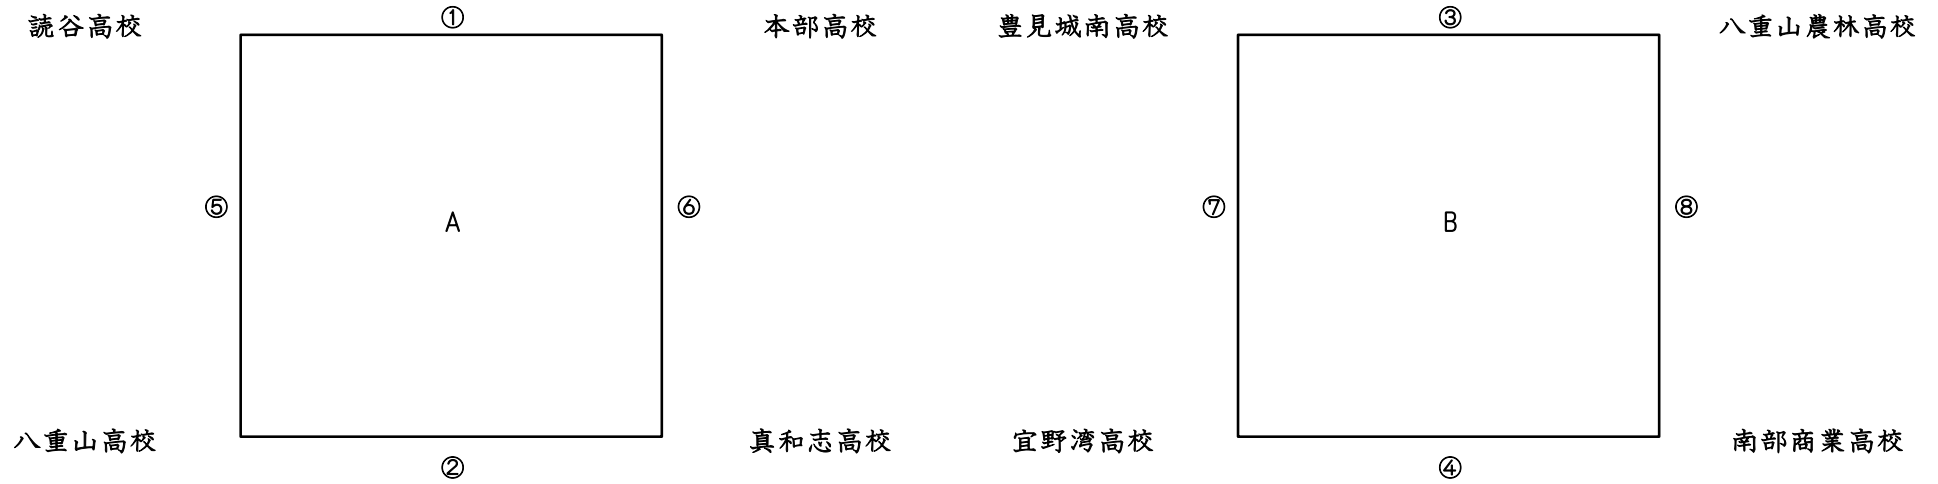 読谷高校 ① 本部高校 豊見城南高校 ③ 八重山農林高校
⑤ A ⑥ ⑦ B ⑧
八重山高校 ② 真和志高校 宜野湾高校 ④ 南部商業高校